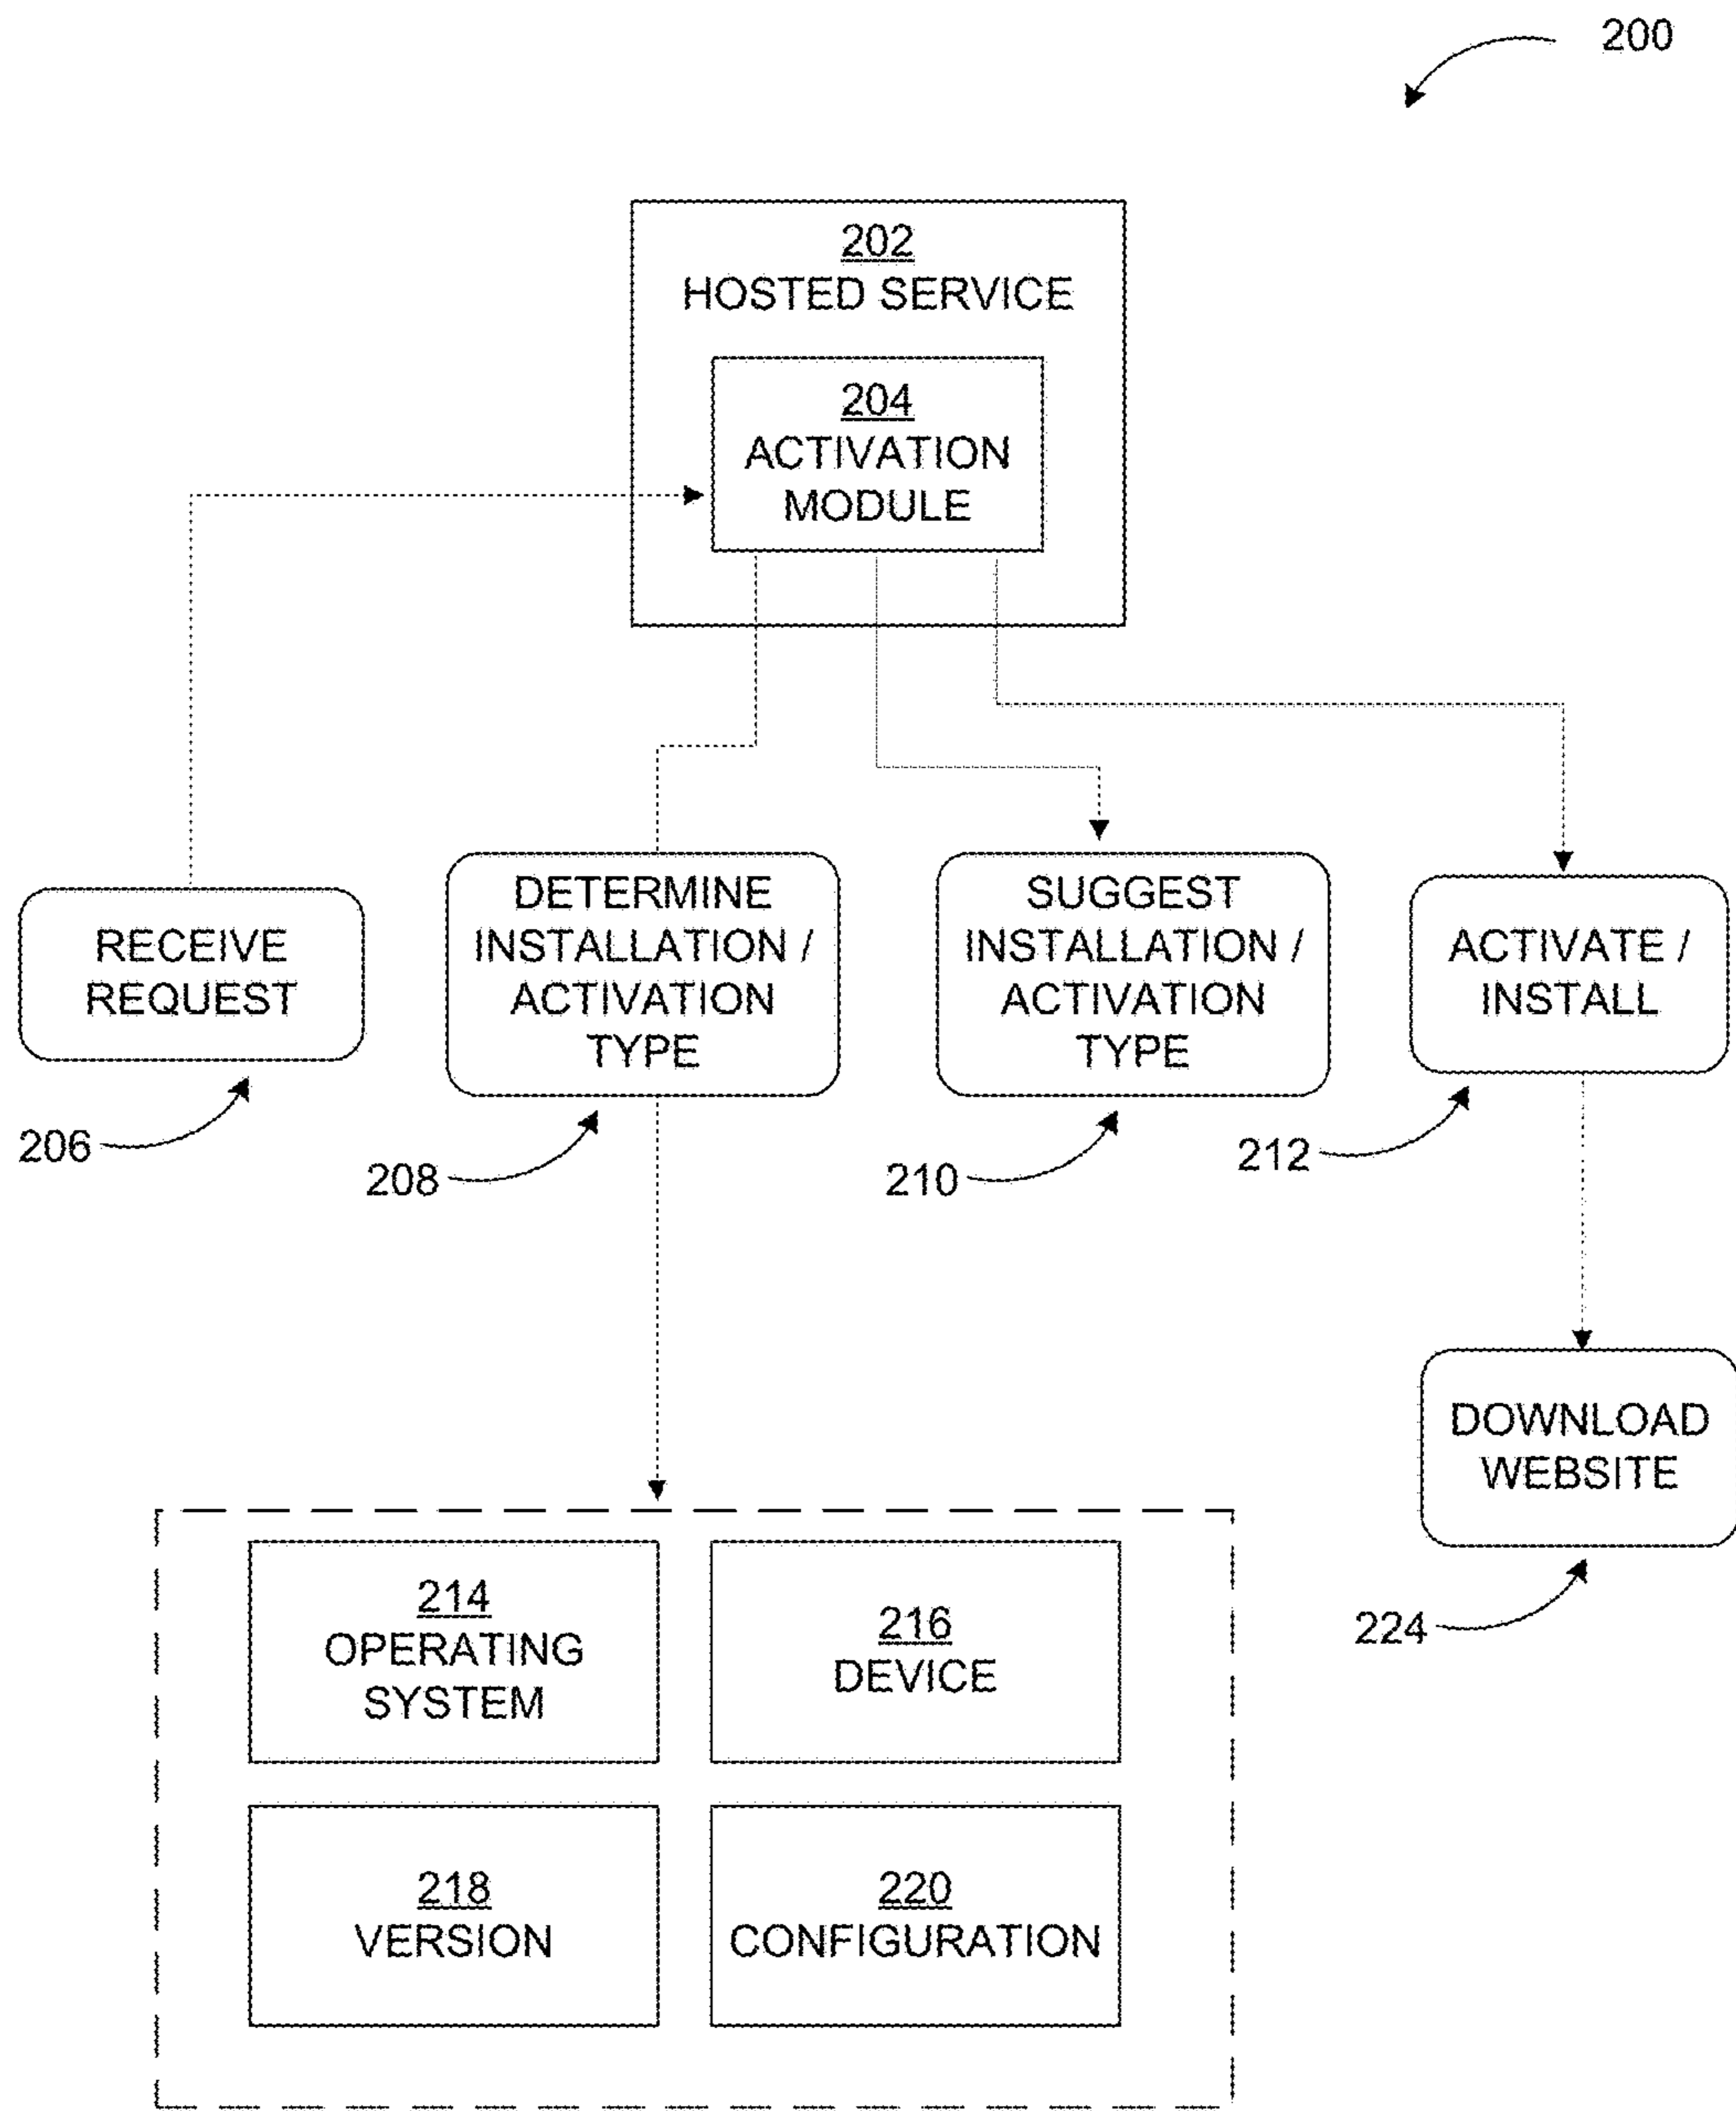 200
202
HOSTED SERVICE
204
ACTIVATION
MODULE
RECEIVE
REQUEST
206
DETERMINE
INSTALLATION /
ACTIVATION
TYPE
208
SUGGEST
INSTALLATION /
ACTIVATION
TYPE
210
ACTIVATE /
INSTALL
212
DOWNLOAD
WEBSITE
224
214
OPERATING
SYSTEM
216
DEVICE
218
VERSION
220
CONFIGURATION